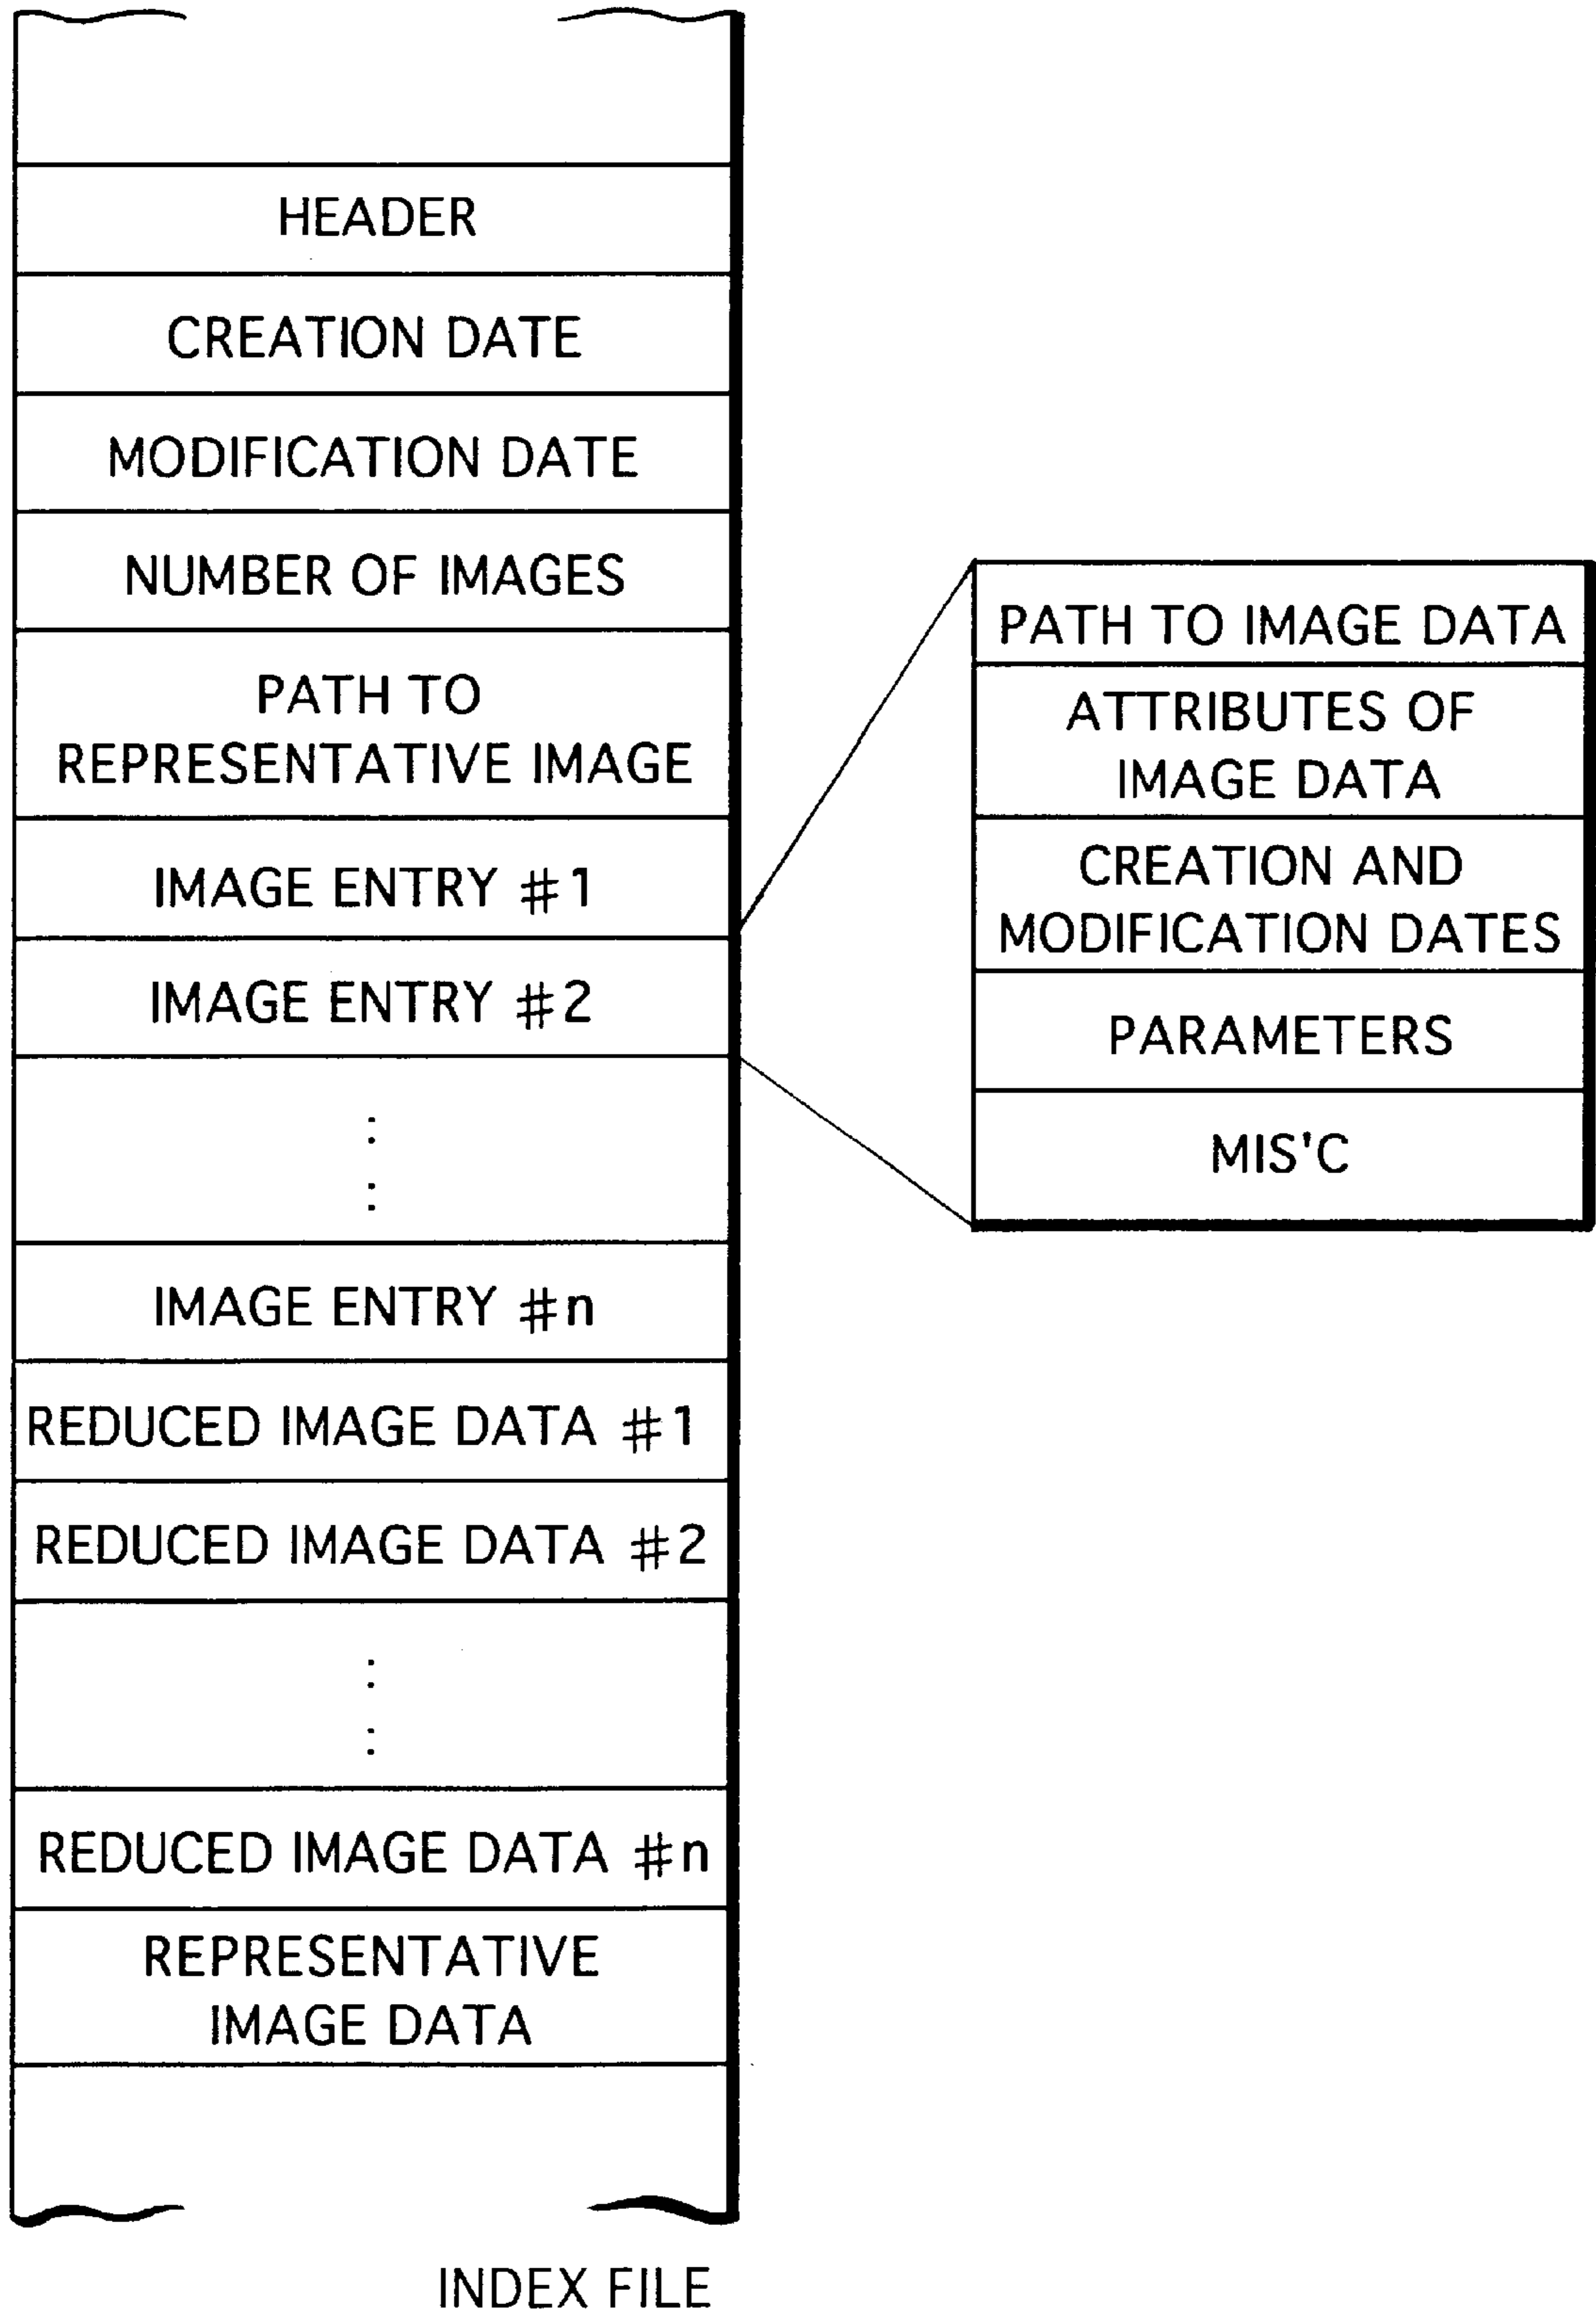 HEADER
CREATION DATE
MODIFICATION DATE
NUMBER OF IMAGES
PATH TO
REPRESENTATIVE IMAGE
IMAGE ENTRY #1
IMAGE ENTRY #2
IMAGE ENTRY #n
REDUCED IMAGE DATA #1
REDUCED IMAGE DATA #2
REDUCED IMAGE DATA #n
REPRESENTATIVE
IMAGE DATA
PATH TO IMAGE DATA
ATTRIBUTES OF
IMAGE DATA
CREATION AND
MODIFICATION DATES
PARAMETERS
MIS'C
INDEX FILE